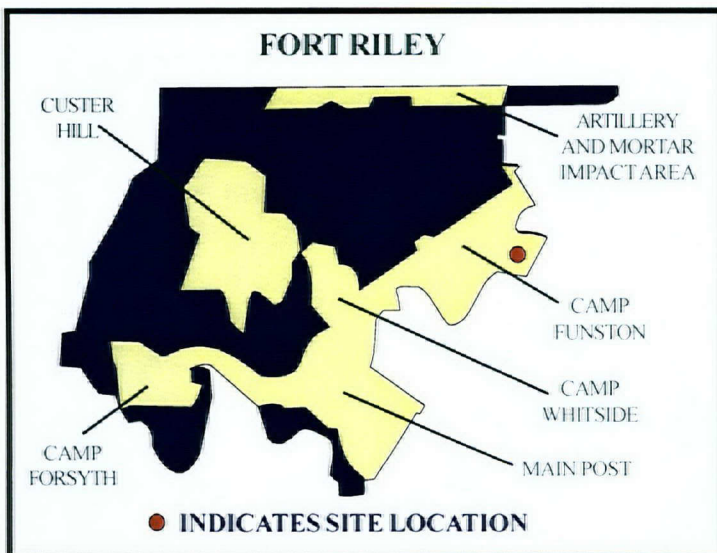 FORT RILEY
CUSTER
HILL
ARTILLERY
AND MORTAR
IMPACT AREA
CAMP
FUNSTON
CAMP
WHITSIDE
MAIN POST
CAMP
FORSYTH
INDICATES SITE LOCATION